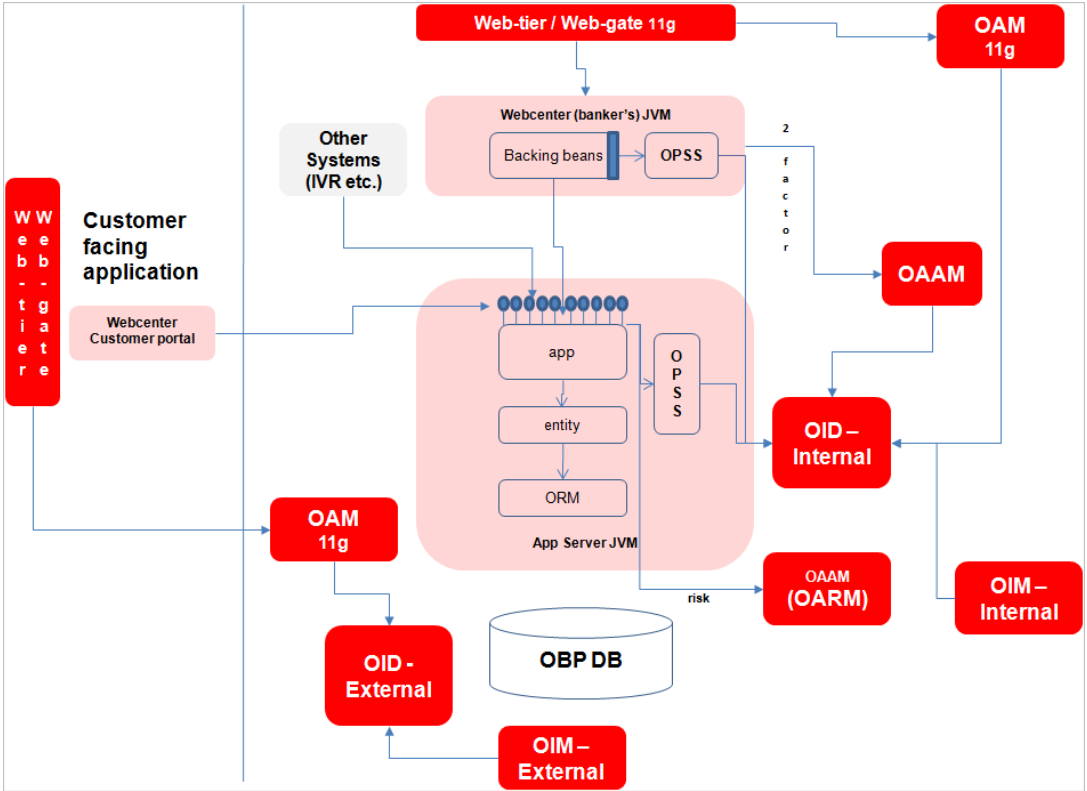 Web-tier / Web-gate 11g
OAM
11g
Webcenter (banker's) JVM
Backing beans
OPSS
2 factor
Other
Systems
(IVR etc.)
Web-tier
Web-gate
Customer
facing
application
Webcenter
Customer portal
OAAM
app
OPSS
entity
OID –
Internal
ORM
App Server JVM
OAM
11g
risk
OAAM
(OARM)
OIM –
Internal
OID -
External
OBP DB
OIM –
External